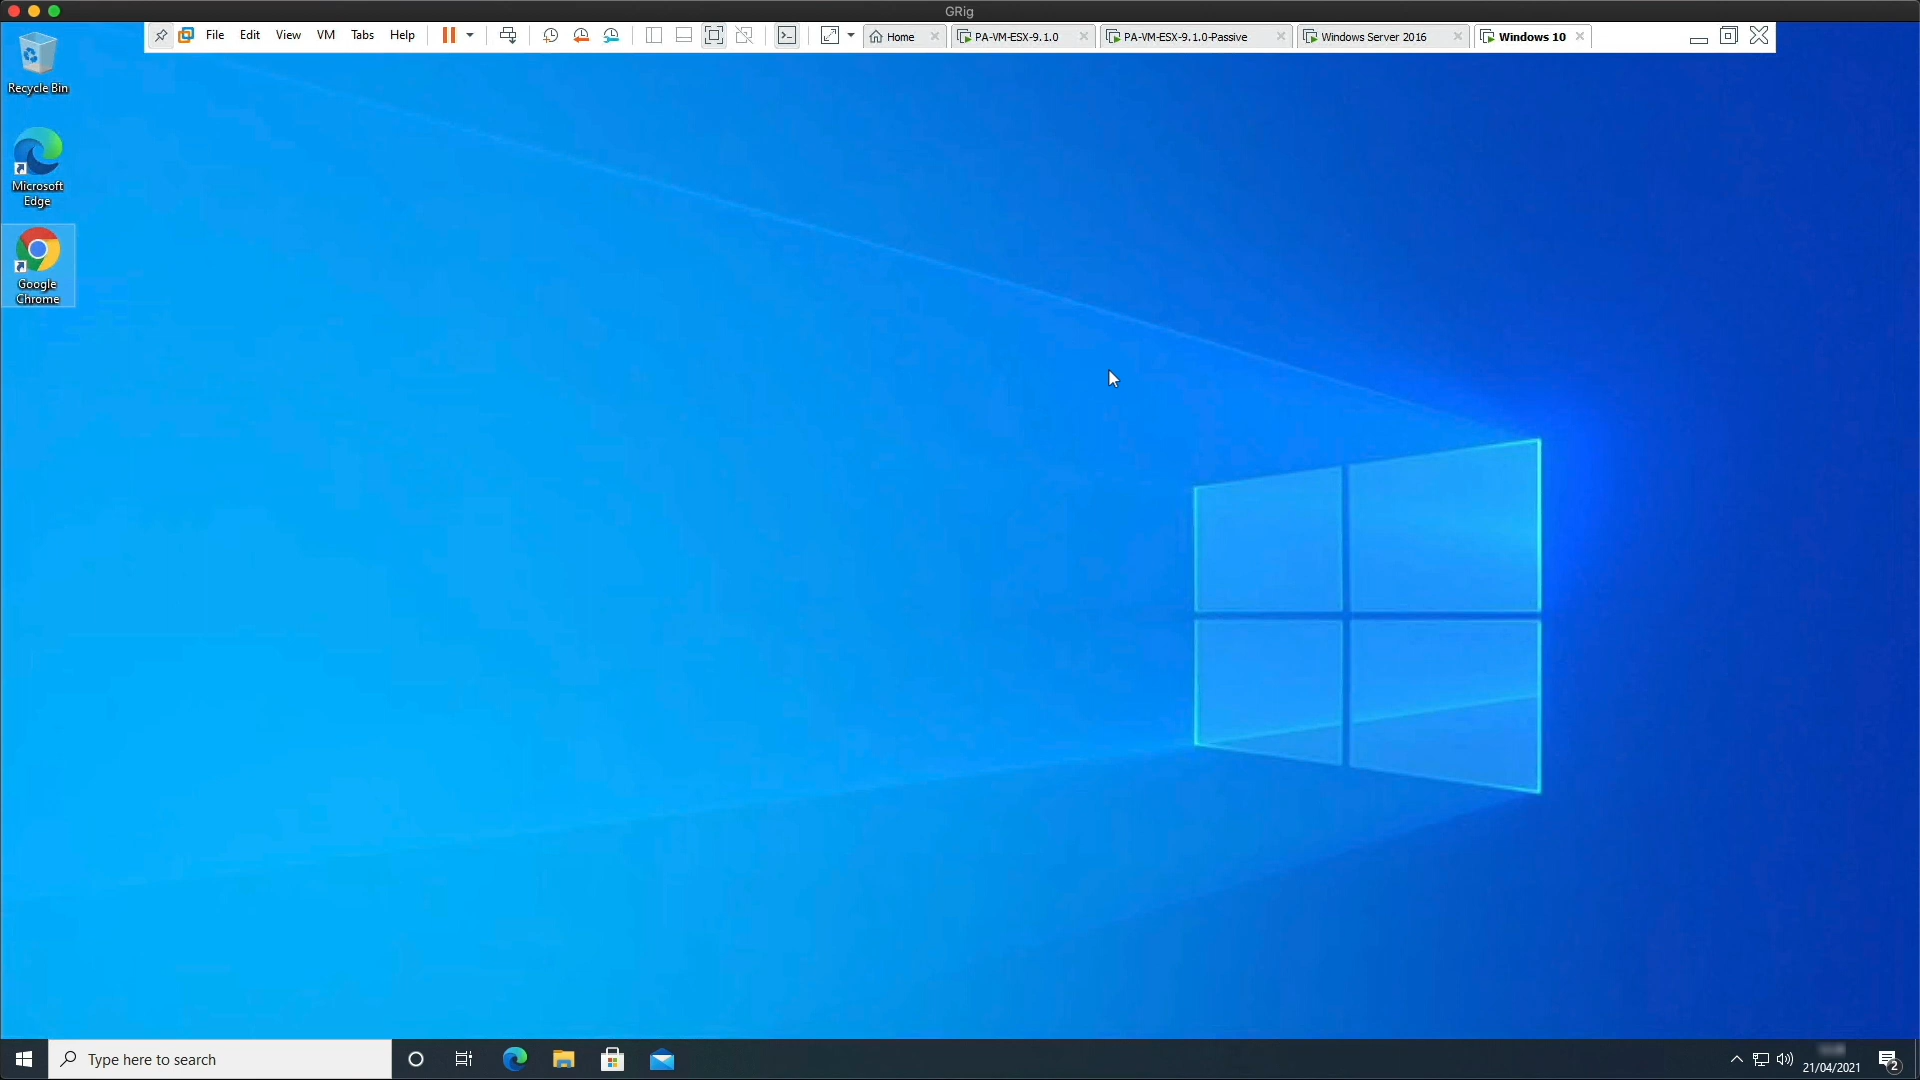 GRig
File Edit View VM Tabs Help Home PA-VM-ESX-9.1.0 PA-VM-ESX-9.1.0-Passive Windows Server 2016 Windows 10
Recycle Bin
Microsoft
Edge
Google
Chrome
Type here to search
21/04/2021
2